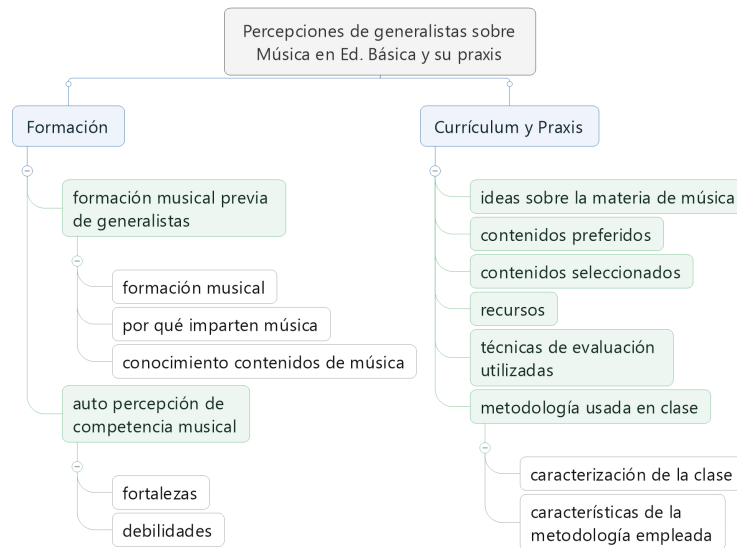 Percepciones de generalistas sobre
Música en Ed. Básica y su praxis
Formación
formación musical previa
de generalistas
formación musical
por qué imparten música
conocimiento contenidos de música
auto percepción de
competencia musical
fortalezas
debilidades
Currículum y Praxis
ideas sobre la materia de música
contenidos preferidos
contenidos seleccionados
recursos
técnicas de evaluación
utilizadas
metodología usada en clase
caracterización de la clase
características de la
metodología empleada